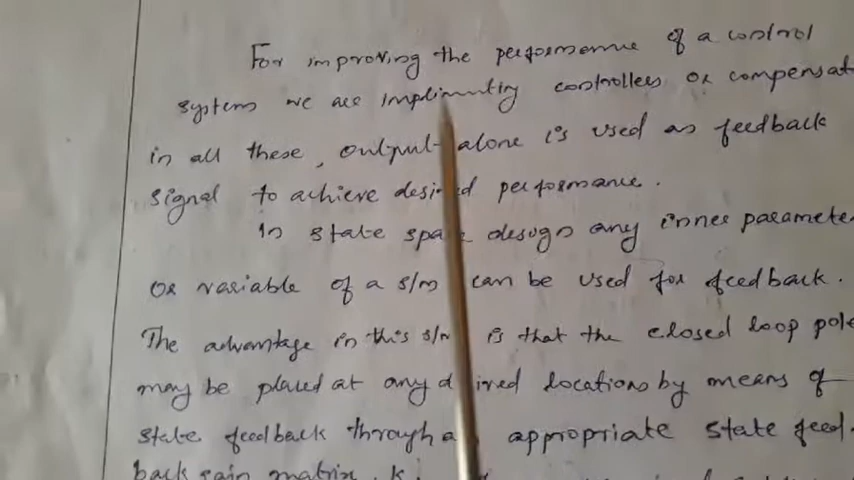 For improving the performance of a control
system we are implimenting controllers or compensat
in all these, output alone is used as feedback
signal to achieve desired performance.
In state space design any inner paramete
or variable of a s/m can be used for feedback.
The advantage in this s/m is that the closed loop pole
may be placed at any desired locations by means of
state feedback through an appropriate state feed-
back gain matrix, K.